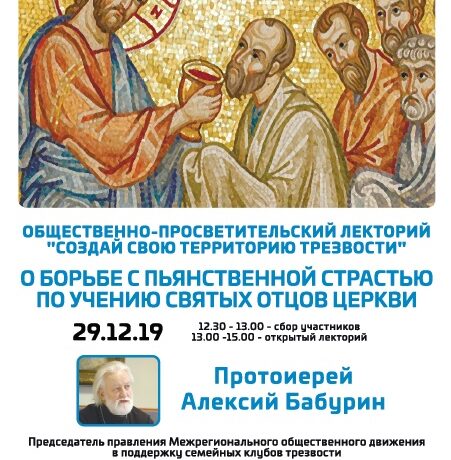 ОБЩЕСТВЕННО-ПРОСВЕТИТЕЛЬСКИЙ ЛЕКТОРИЙ
"СОЗДАЙ СВОЮ ТЕРРИТОРИЮ ТРЕЗВОСТИ"
О БОРЬБЕ С ПЬЯНСТВЕННОЙ СТРАСТЬЮ
ПО УЧЕНИЮ СВЯТЫХ ОТЦОВ ЦЕРКВИ
29.12.19
12.30 - 13.00 - сбор участников
13.00 -15.00 - открытый лекторий
Протоиерей
Алексий Бабурин
Председатель правления Межрегионального общественного движения
в поддержку семейных клубов трезвости